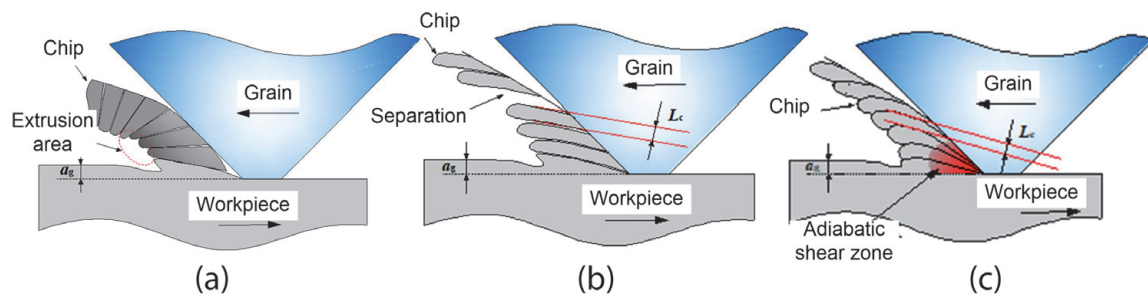 Chip
Grain
Extrusion
area
ag
Workpiece
(a)
Chip
Grain
Separation
Lc
ag
Workpiece
(b)
Grain
Chip
Lc
ag
Workpiece
Adiabatic
shear zone
(c)